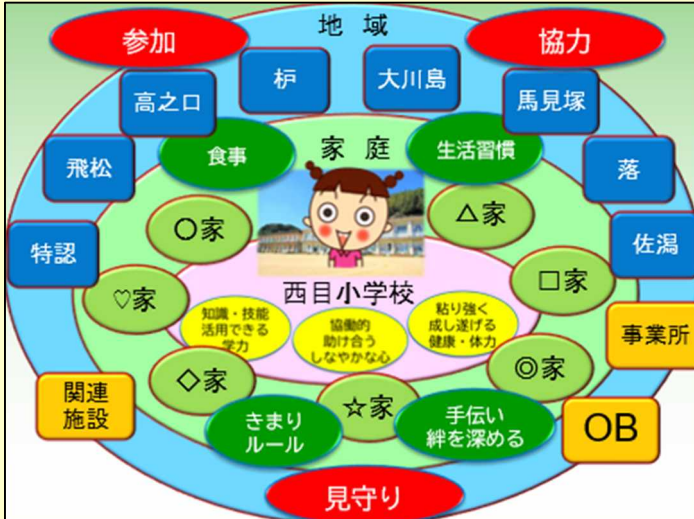 地域
参加
協力
枦
大川島
高之口
馬見塚
飛松
落
特認
佐潟
家庭
食事
生活習慣
〇家
△家
♡家
□家
西目小学校
知識・技能
活用できる
学力
協働的
助け合う
しなやかな心
粘り強く
成し遂げる
健康・体力
◇家
☆家
◎家
事業所
関連
施設
OB
きまり
ルール
手伝い
絆を深める
見守り